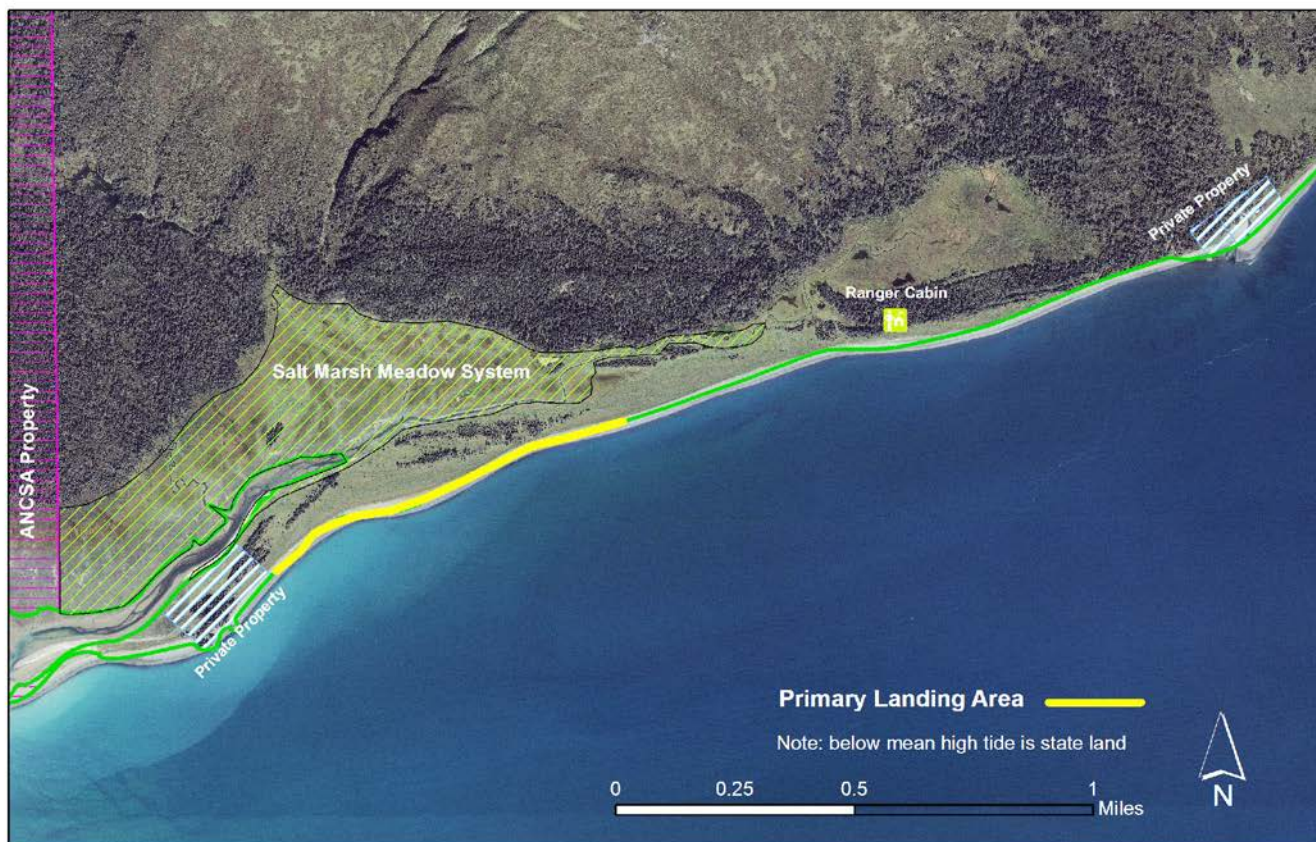 Private Property
Ranger Cabin
Salt Marsh Meadow System
ANCSA Property
Private Property
Primary Landing Area
Note: below mean high tide is state land
0 0.25 0.5 1
Miles
N